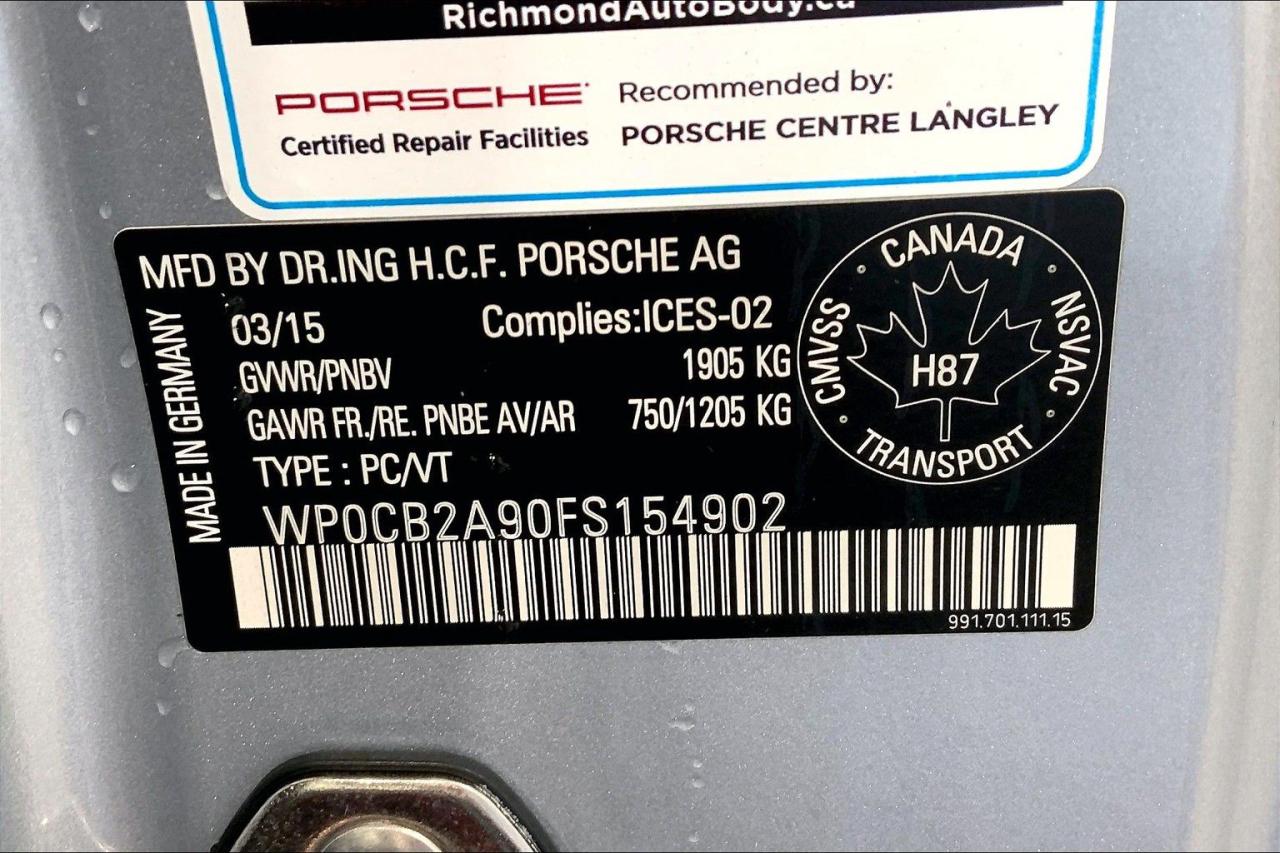 RichmondAutoBody.ca
PORSCHE
Certified Repair Facilities
Recommended by:
PORSCHE CENTRE LANGLEY
MFD BY DR.ING H.C.F. PORSCHE AG
03/15 Complies:ICES-02
GVWR/PNBV 1905 KG
GAWR FR./RE. PNBE AV/AR 750/1205 KG
TYPE : PC/VT
WP0CB2A90FS154902
991.701.111.15
MADE IN GERMANY
CANADA
CMVSS
NSVAC
H87
TRANSPORT